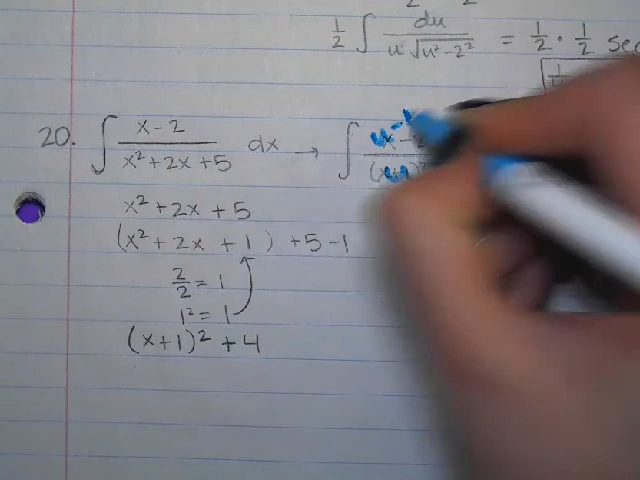 1/2 ∫ du / u√(u² - 2²) = 1/2 · 1/2 sec
20. ∫ x - 2 / x² + 2x + 5 dx → ∫
x² + 2x + 5
(x² + 2x + 1) + 5 - 1
2/2 = 1
1² = 1
(x + 1)² + 4